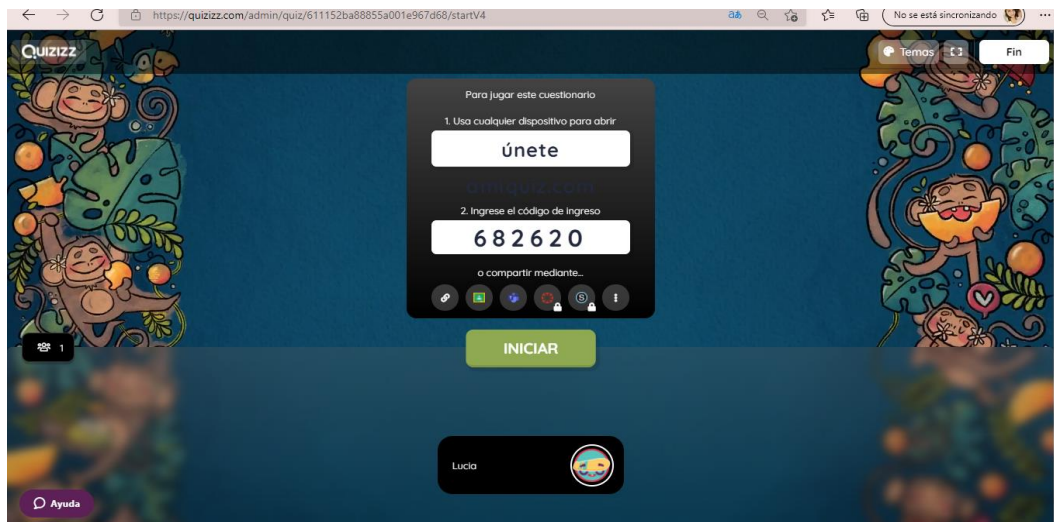 https://quizizz.com/admin/quiz/611152ba88855a001e967d68/startV4
No se está sincronizando
Quizizz
Temas
Fin
Para jugar este cuestionario
1. Usa cualquier dispositivo para abrir
únete
amiquiz.com
2. Ingrese el código de ingreso
682620
o compartir mediante...
INICIAR
1
Lucia
Ayuda